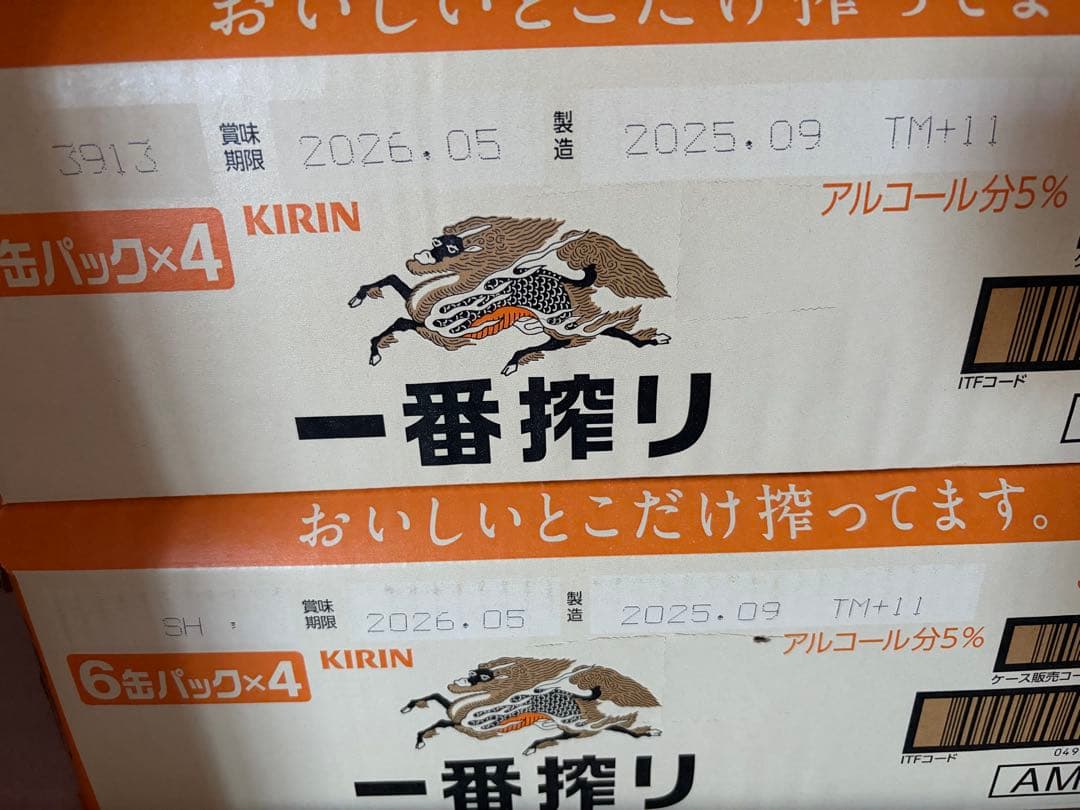 おいしいとこだけ搾ってま
3913 賞味期限 2026.05 製造 2025.09 TM+11
アルコール分5%
缶パック×4 KIRIN
ITFコード
一番搾り
おいしいとこだけ搾ってます。
SH 賞味期限 2026.05 製造 2025.09 TM+11
アルコール分5%
6缶パック×4 KIRIN
ケース販売コー
ITFコード
049
一番搾り
AM